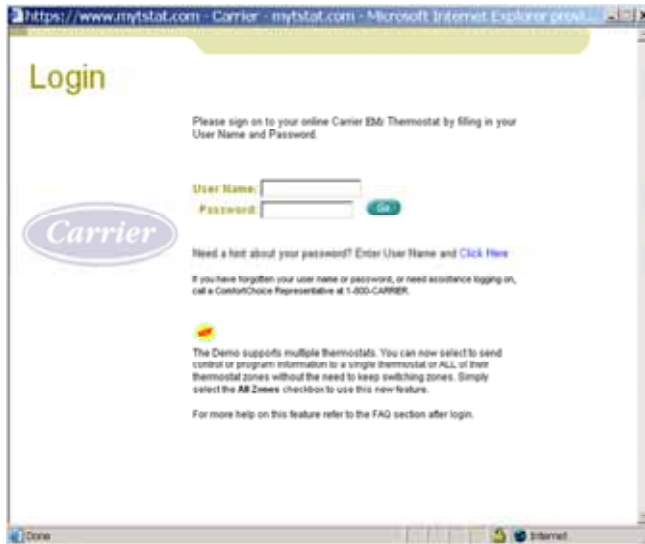 https://www.mytstat.com - Carrier - mytstat.com - Microsoft Internet Explorer provi...
Login
Please sign on to your online Carrier EMi Thermostat by filling in your
User Name and Password.
User Name:
Password:
Go
Carrier
Need a hint about your password? Enter User Name and Click Here
If you have forgotten your user name or password, or need assistance logging on,
call a ComfortChoice Representative at 1-800-CARRIER.
The Demo supports multiple thermostats. You can now select to send
control or program information to a single thermostat or ALL of their
thermostat zones without the need to keep switching zones. Simply
select the All Zones checkbox to use this new feature.
For more help on this feature refer to the FAQ section after login.
Done
Internet